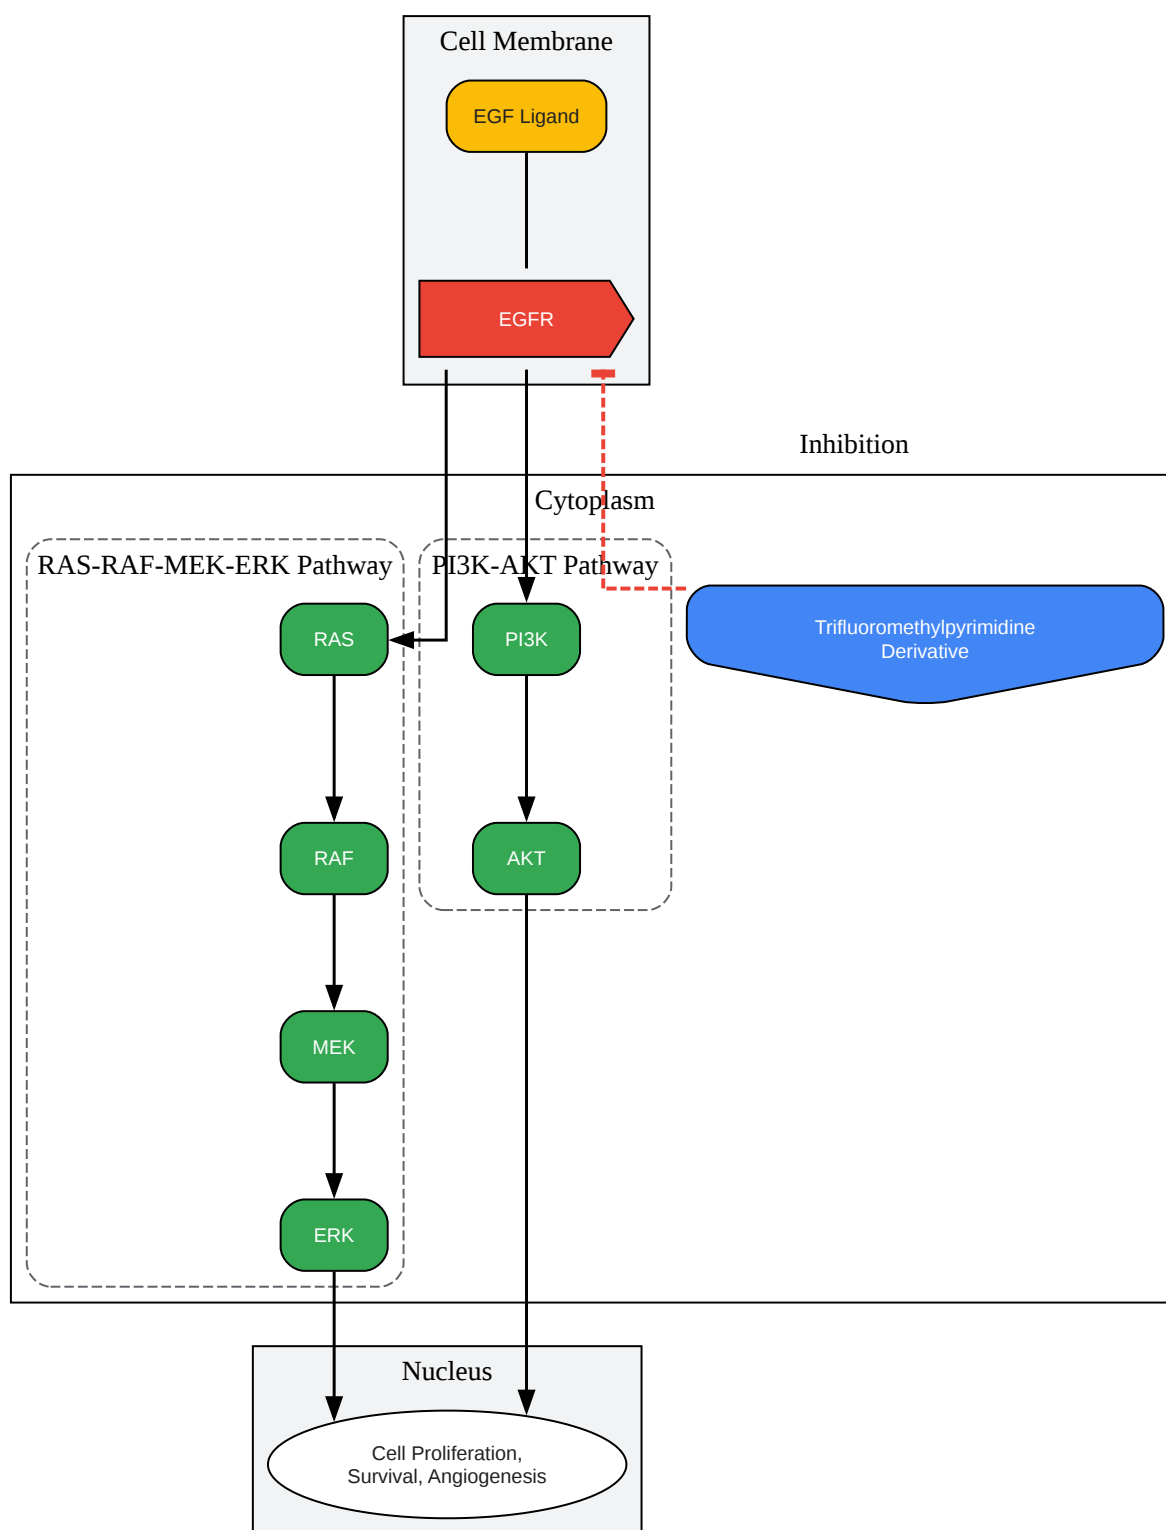 Cell Membrane
EGF Ligand
EGFR
Inhibition
Cytoplasm
RAS-RAF-MEK-ERK Pathway
PI3K-AKT Pathway
RAS
PI3K
Trifluoromethylpyrimidine
Derivative
RAF
AKT
MEK
ERK
Nucleus
Cell Proliferation,
Survival, Angiogenesis